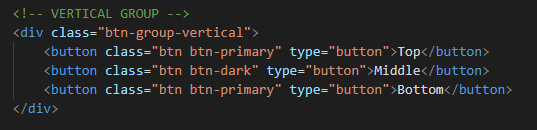 <!-- VERTICAL GROUP -->
<div class="btn-group-vertical">
    <button class="btn btn-primary" type="button">Top</button>
    <button class="btn btn-dark" type="button">Middle</button>
    <button class="btn btn-primary" type="button">Bottom</button>
</div>